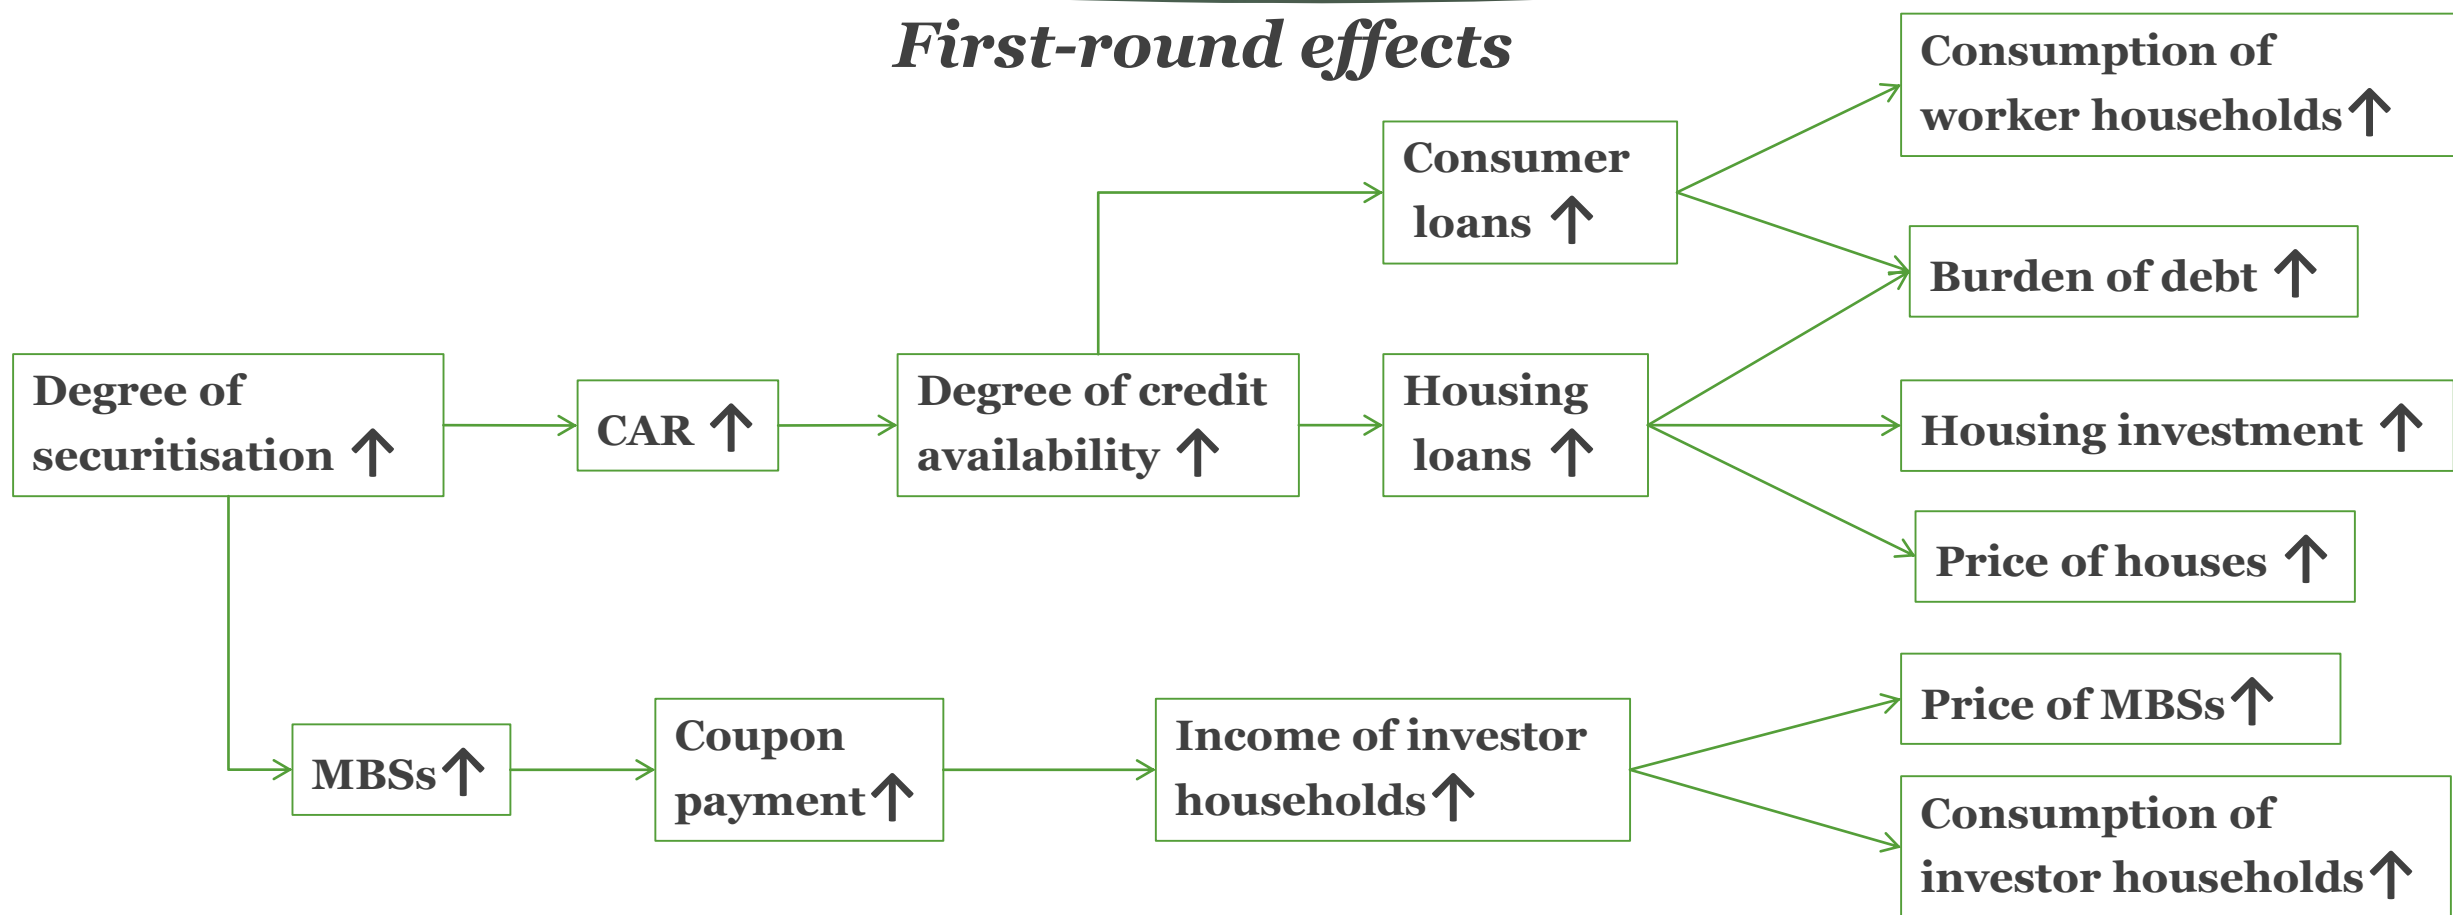 First-round effects
Consumption of
worker households↑
Consumer
loans ↑
Burden of debt ↑
Degree of
securitisation ↑
CAR ↑
Degree of credit
availability ↑
Housing
loans ↑
Housing investment ↑
Price of houses ↑
MBSs↑
Coupon
payment↑
Income of investor
households↑
Price of MBSs↑
Consumption of
investor households↑